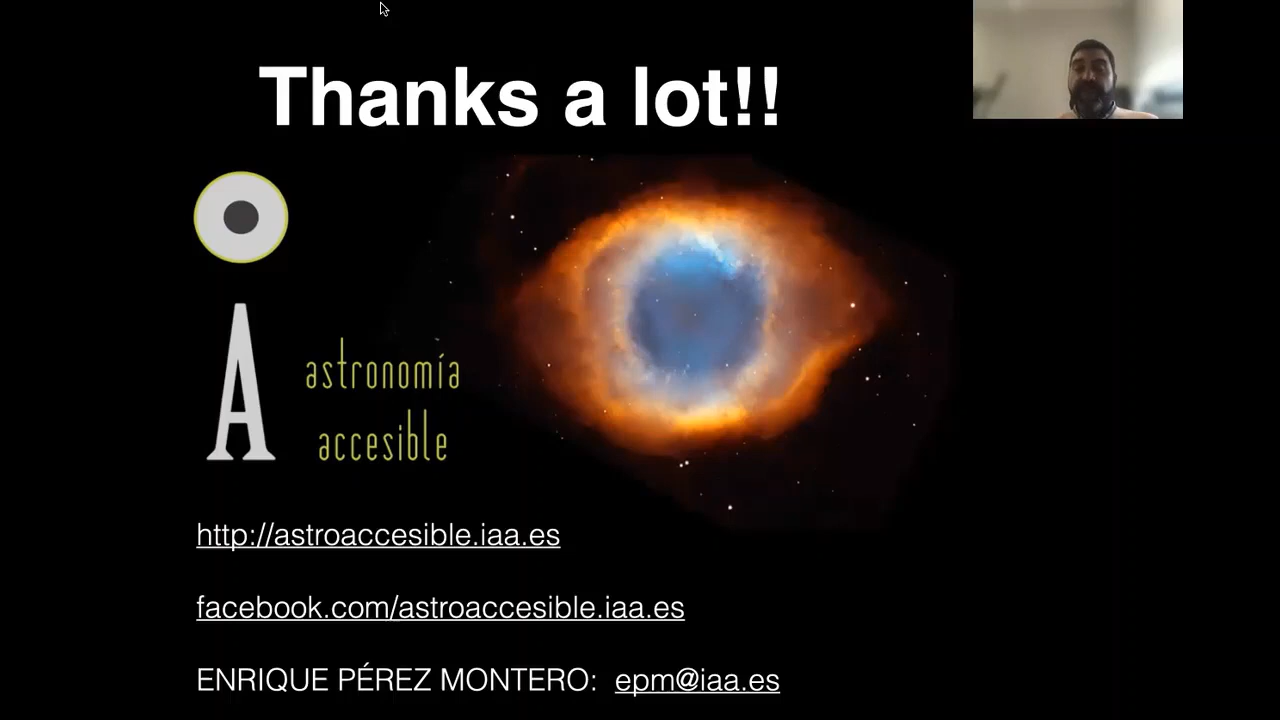 Thanks a lot!!
A
astronomía
accesible
http://astroaccesible.iaa.es
facebook.com/astroaccesible.iaa.es
ENRIQUE PÉREZ MONTERO: epm@iaa.es